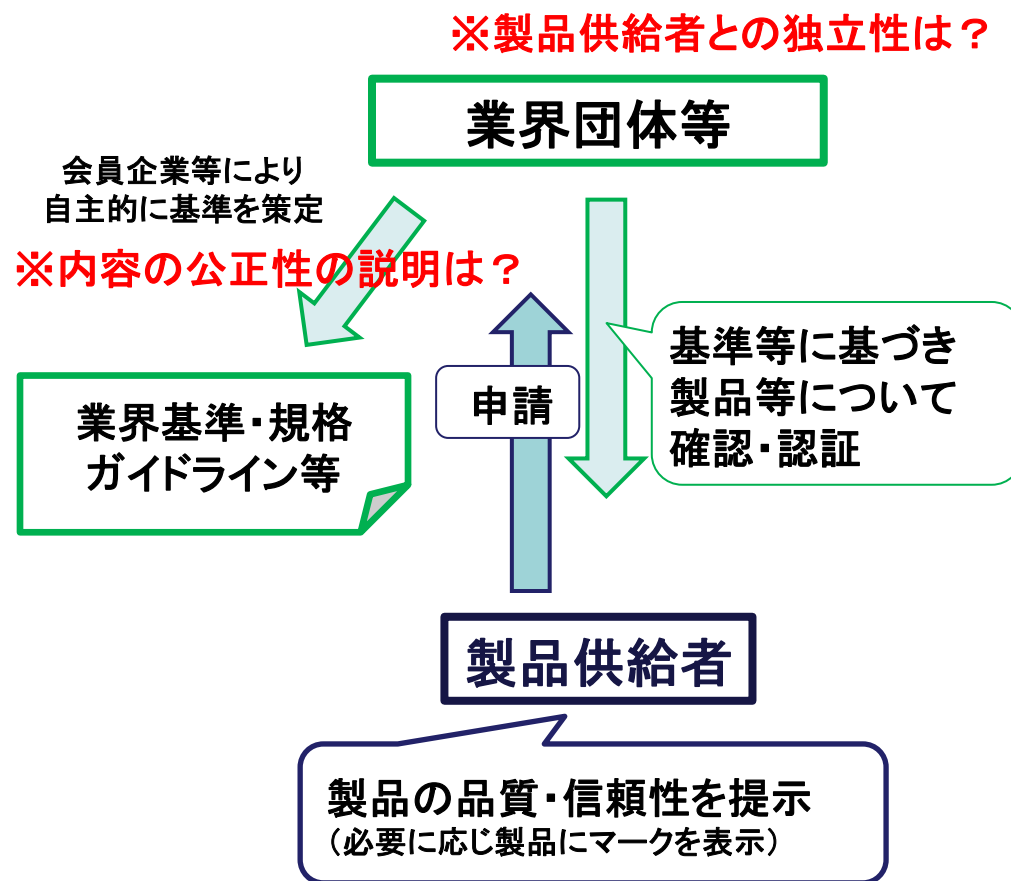 ※製品供給者との独立性は？
業界団体等
会員企業等により
自主的に基準を策定
※内容の公正性の説明は？
基準等に基づき
製品等について
確認・認証
申請
業界基準・規格
ガイドライン等
製品供給者
製品の品質・信頼性を提示
（必要に応じ製品にマークを表示）